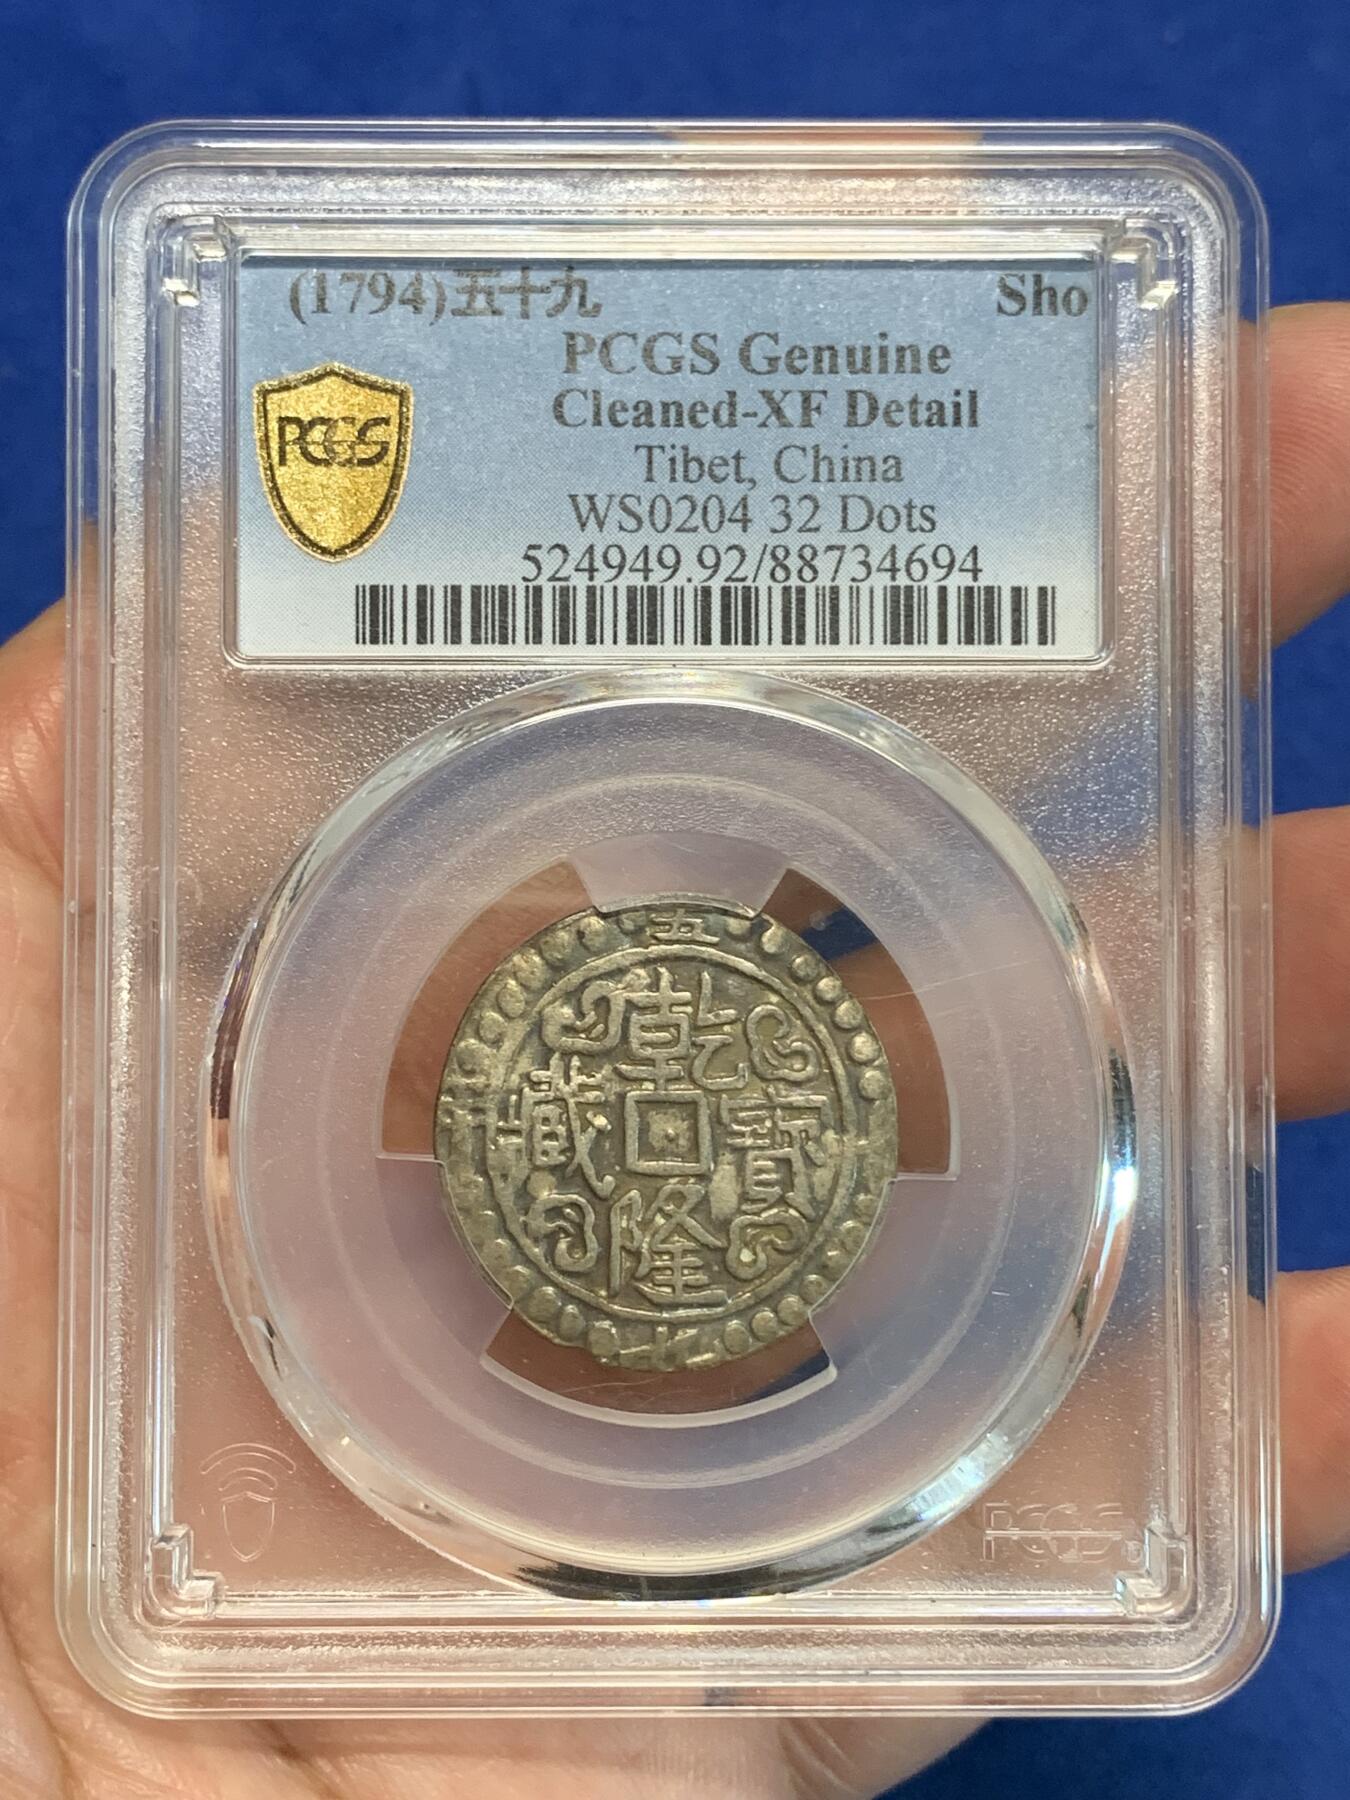 (1794)五十九 Sho
PCGS Genuine
Cleaned-XF Detail
PCGS
Tibet, China
WS0204 32 Dots
524949.92/88734694
五
乾
藏 寶
隆
PCGS